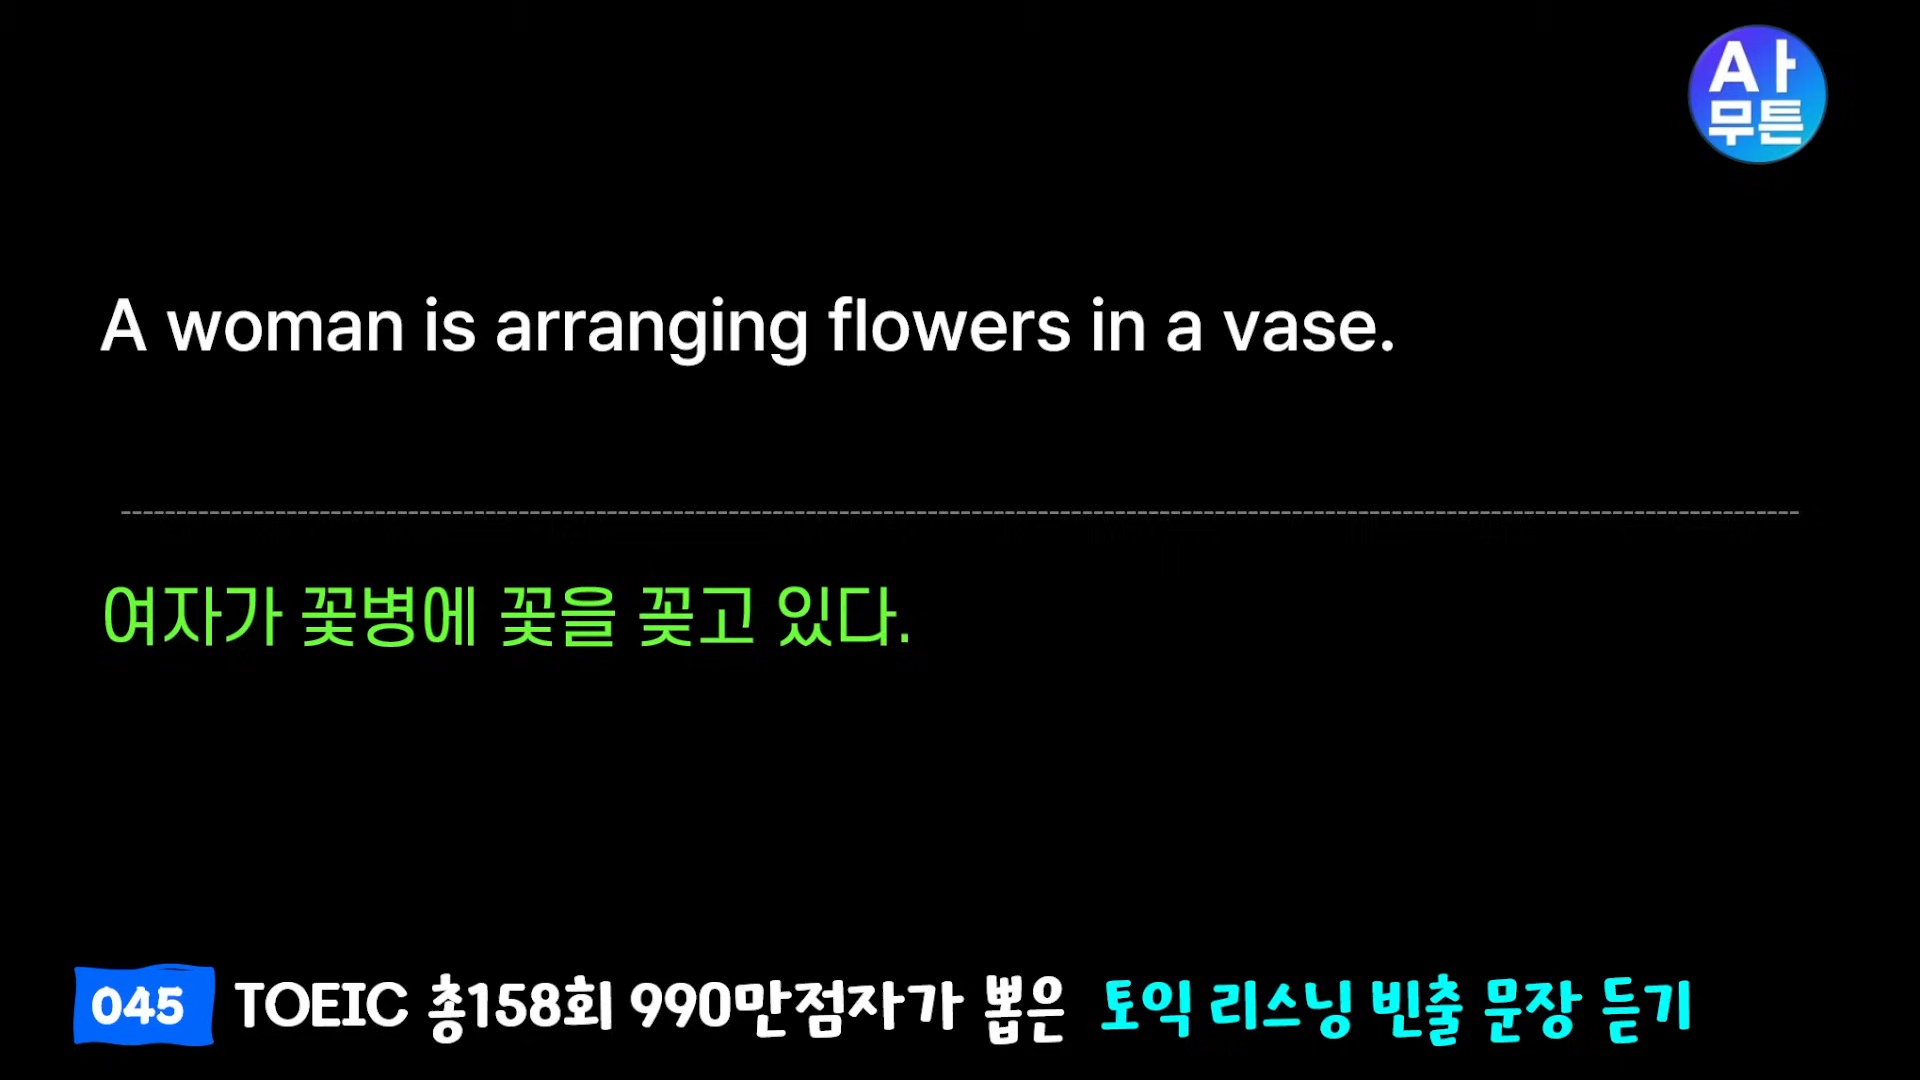 A사
무튼
A woman is arranging flowers in a vase.
여자가 꽃병에 꽃을 꽂고 있다.
045 TOEIC 총158회 990만점자가 뽑은 토익 리스닝 빈출 문장 듣기